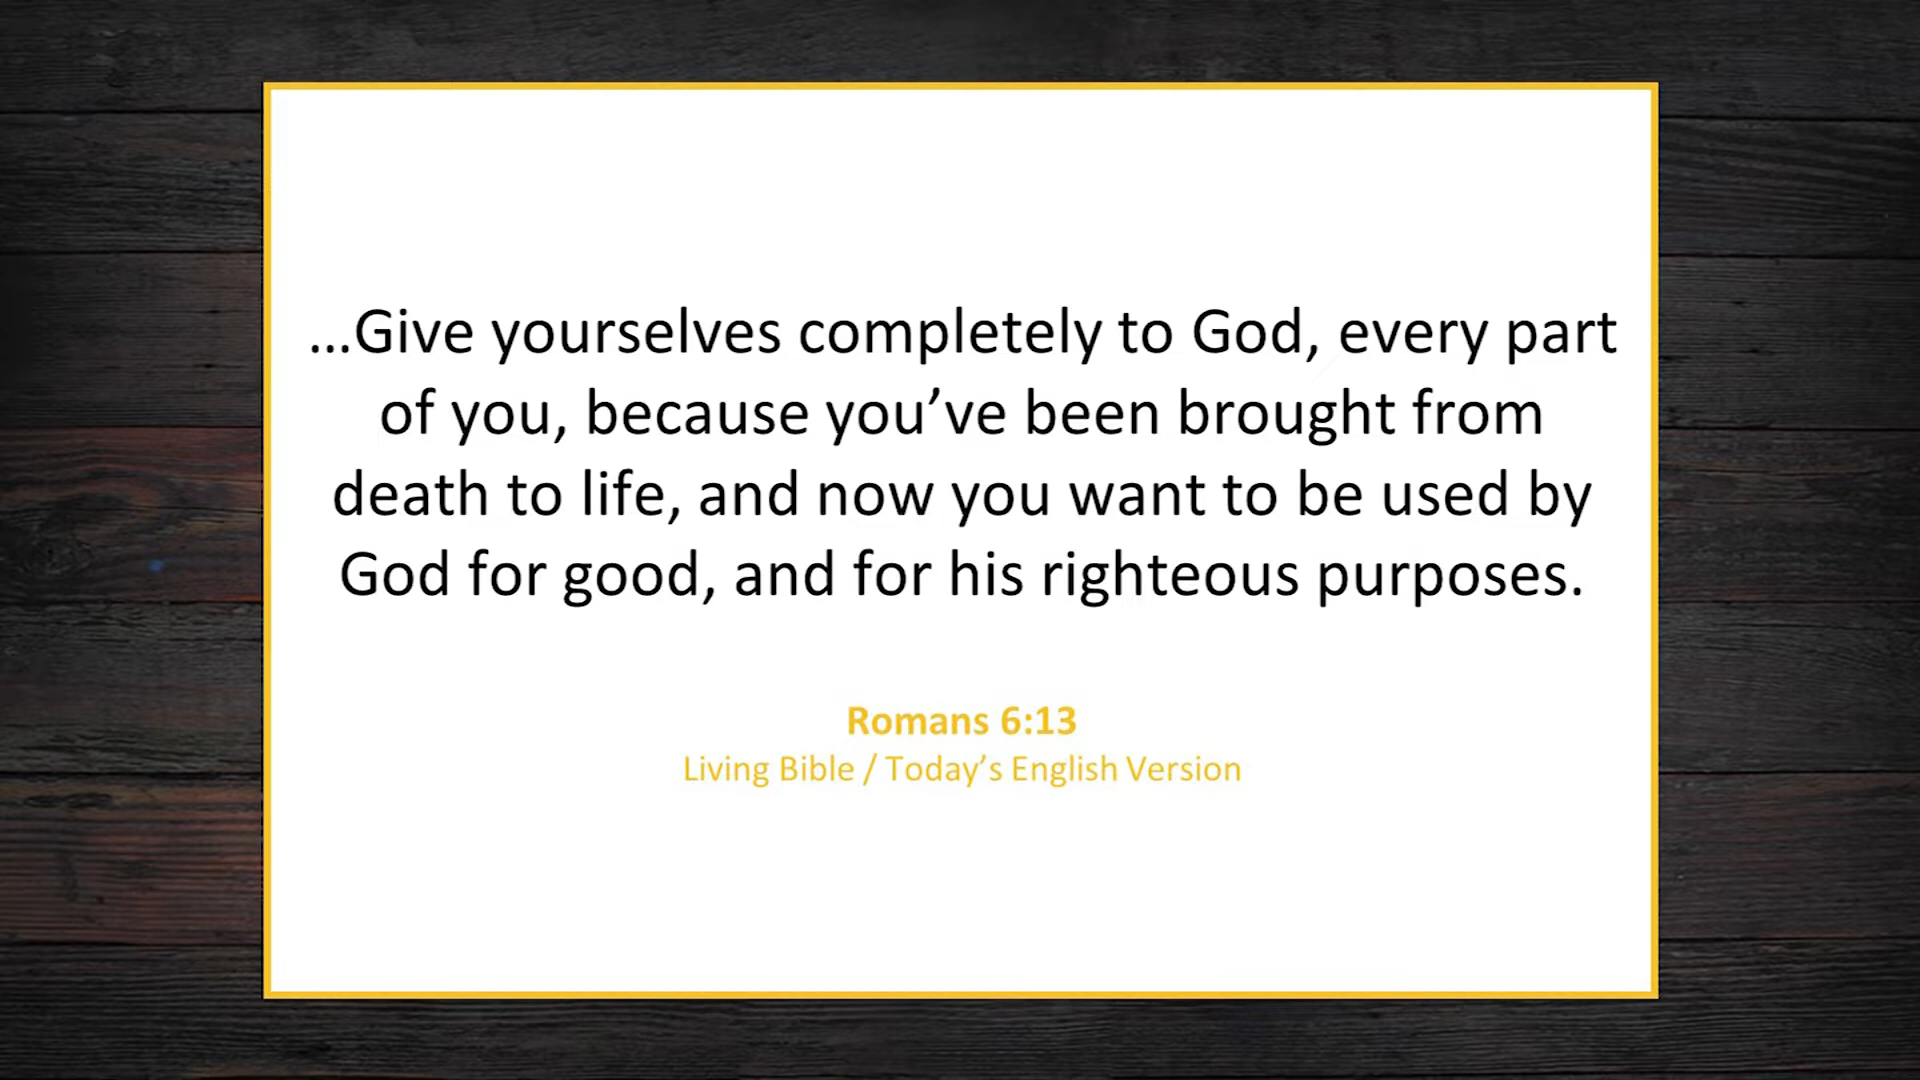 ...Give yourselves completely to God, every part
of you, because you’ve been brought from
death to life, and now you want to be used by
God for good, and for his righteous purposes.
Romans 6:13
Living Bible / Today’s English Version